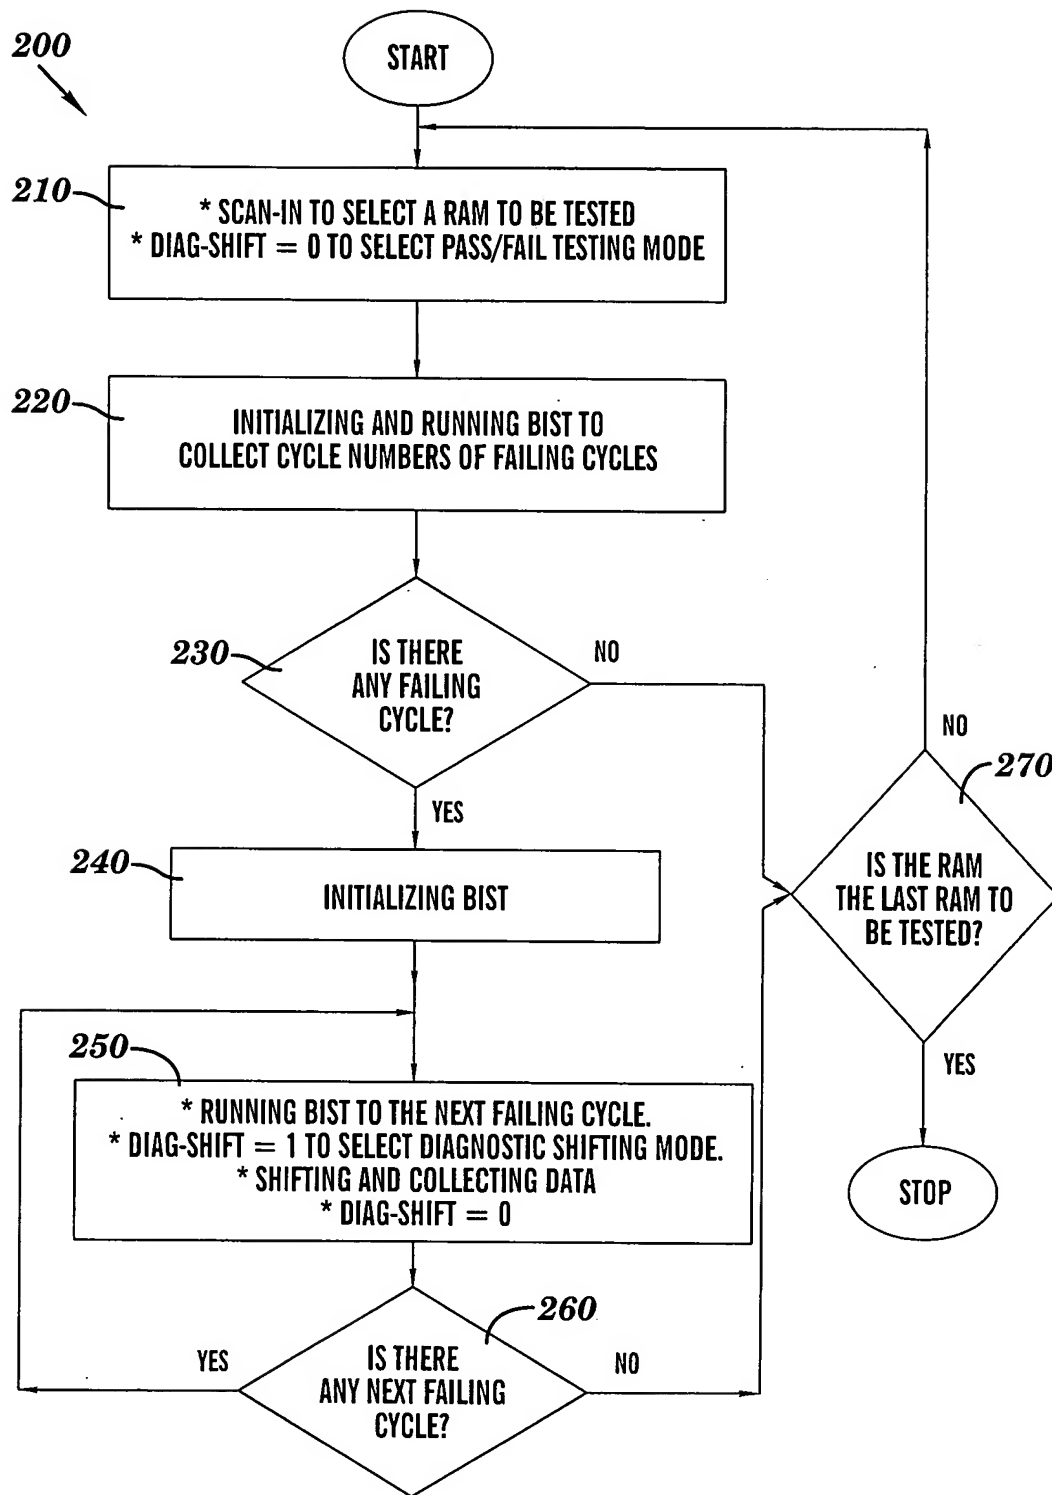 200
START
210
* SCAN-IN TO SELECT A RAM TO BE TESTED
* DIAG-SHIFT = 0 TO SELECT PASS/FAIL TESTING MODE
220
INITIALIZING AND RUNNING BIST TO
COLLECT CYCLE NUMBERS OF FAILING CYCLES
230
IS THERE
ANY FAILING
CYCLE?
NO
YES
240
INITIALIZING BIST
NO
270
IS THE RAM
THE LAST RAM TO
BE TESTED?
YES
STOP
250
* RUNNING BIST TO THE NEXT FAILING CYCLE.
* DIAG-SHIFT = 1 TO SELECT DIAGNOSTIC SHIFTING MODE.
* SHIFTING AND COLLECTING DATA
* DIAG-SHIFT = 0
260
IS THERE
ANY NEXT FAILING
CYCLE?
YES
NO